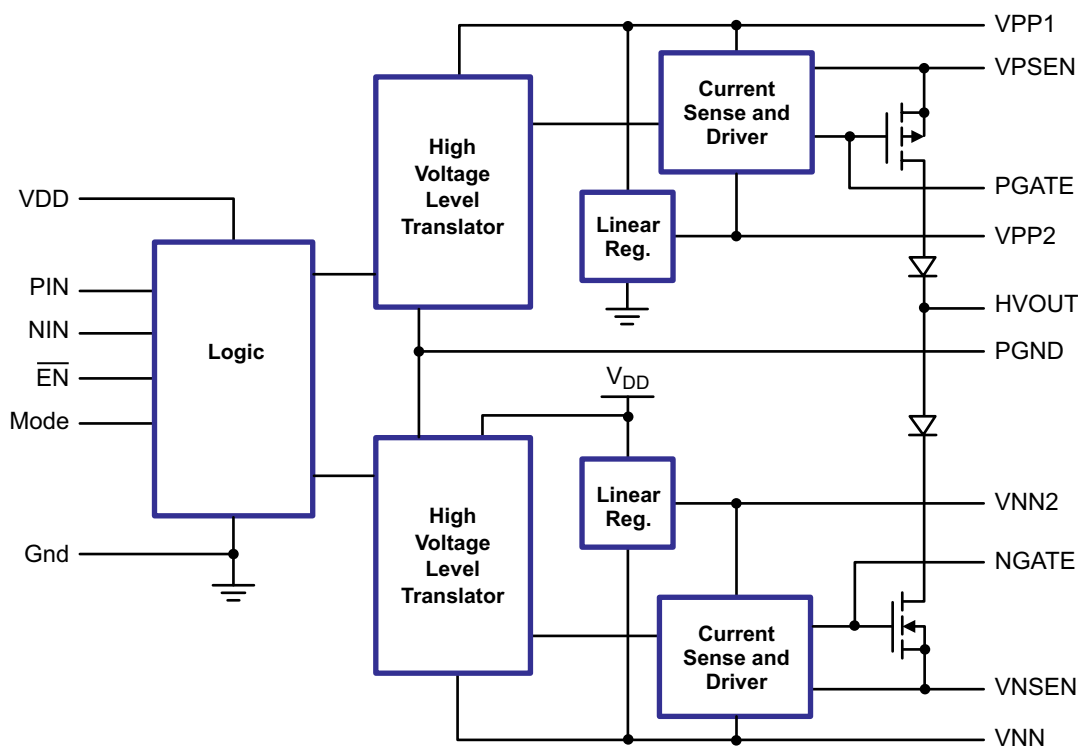 VPP1
VPSEN
Current
Sense and
Driver
High
Voltage
Level
Translator
PGATE
VDD
Linear
Reg.
VPP2
PIN
HVOUT
NIN
Logic
PGND
EN
VDD
Mode
Linear
Reg.
VNN2
High
Voltage
Level
Translator
Gnd
NGATE
Current
Sense and
Driver
VNSEN
VNN